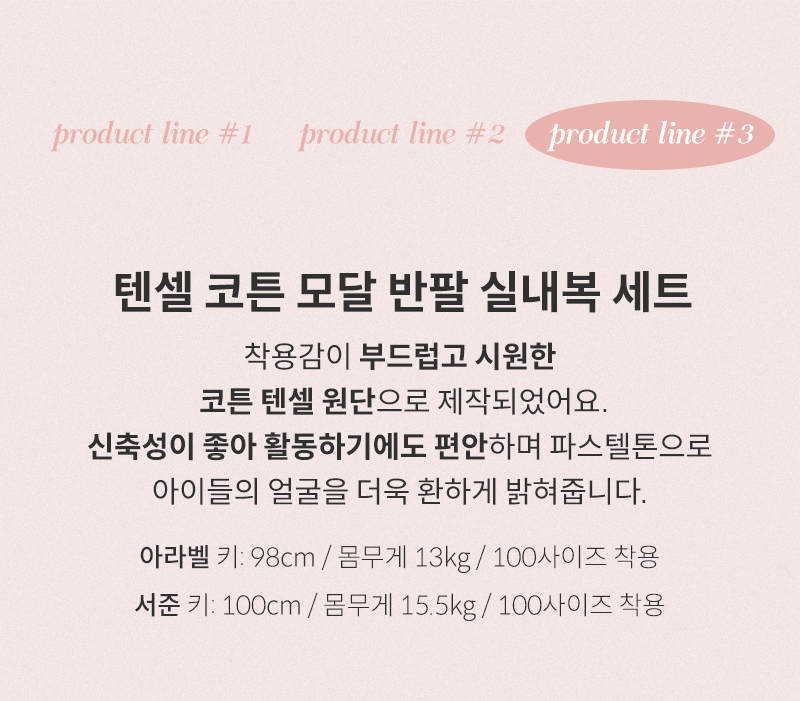 product line #1 product line #2 product line #3
텐셀 코튼 모달 반팔 실내복 세트
착용감이 부드럽고 시원한
코튼 텐셀 원단으로 제작되었어요.
신축성이 좋아 활동하기에도 편안하며 파스텔톤으로
아이들의 얼굴을 더욱 환하게 밝혀줍니다.
아라벨 키: 98cm / 몸무게 13kg / 100사이즈 착용
서준 키: 100cm / 몸무게 15.5kg / 100사이즈 착용